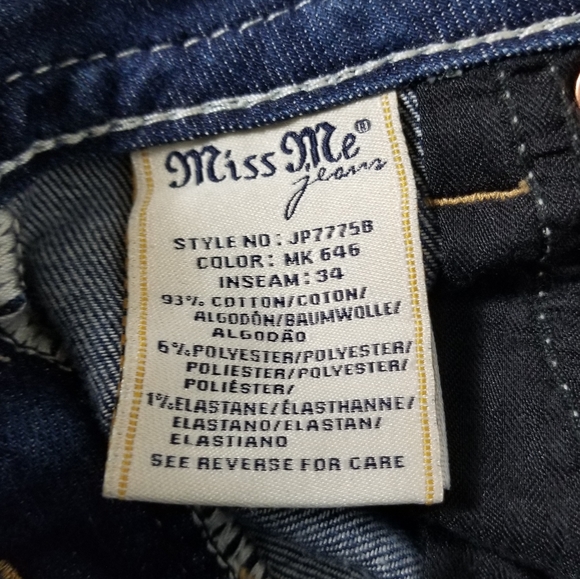 Miss Me®
jeans
STYLE NO: JP7775B
COLOR: MK 646
INSEAM: 34
93% COTTON/COTON/
ALGODÓN/BAUMWOLLE/
ALGODÃO
6%POLYESTER/POLYESTER/
POLIESTER/POLYESTER/
POLIÉSTER/
1%ELASTANE/ÉLASTHANNE/
ELASTANO/ELASTAN/
ELASTIANO
SEE REVERSE FOR CARE